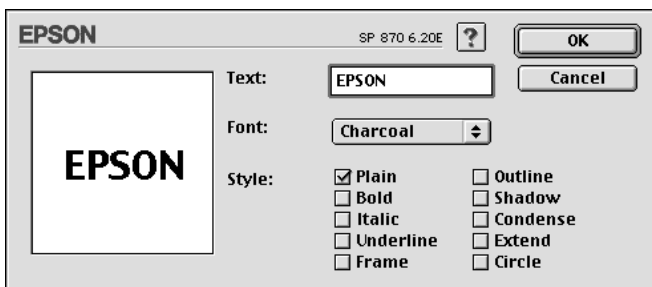 EPSON SP 870 6.20E ? OK
Text: EPSON Cancel
Font: Charcoal
EPSON
Style: Plain Outline
Bold Shadow
Italic Condense
Underline Extend
Frame Circle